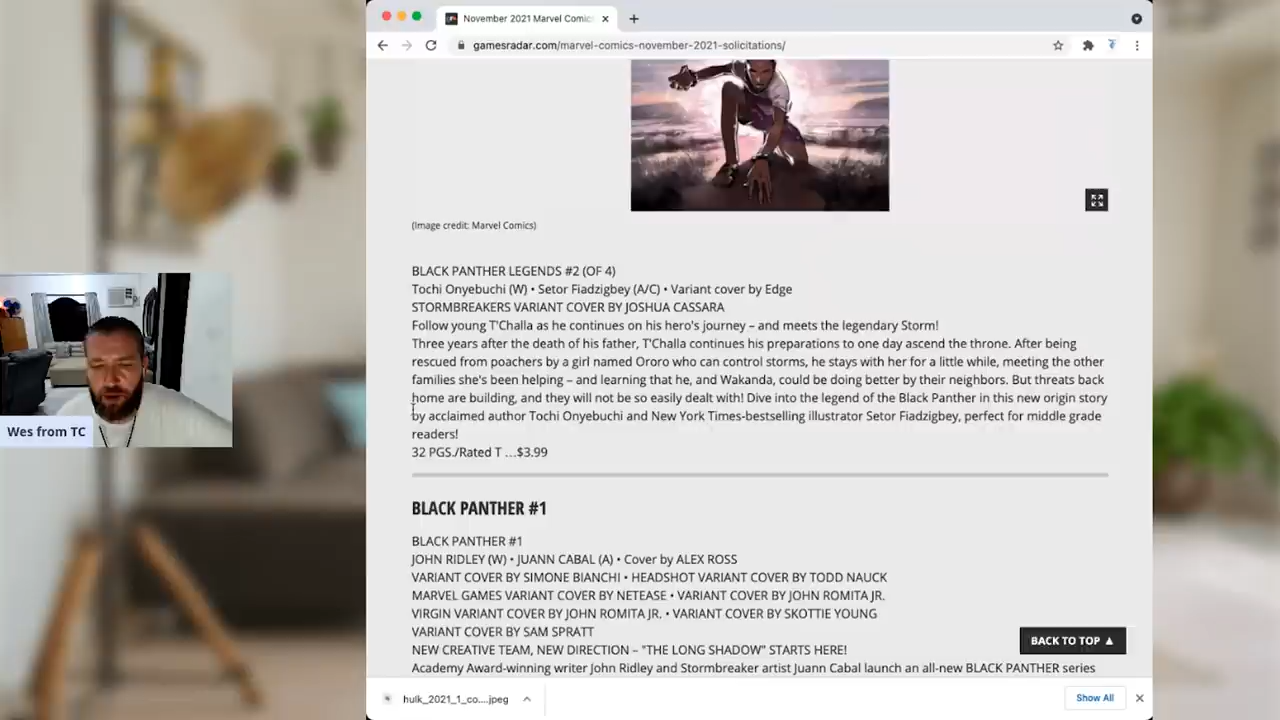 November 2021 Marvel Comic
gamesradar.com/marvel-comics-november-2021-solicitations/
(Image credit: Marvel Comics)
BLACK PANTHER LEGENDS #2 (OF 4)
Tochi Onyebuchi (W) • Setor Fiadzigbey (A/C) • Variant cover by Edge
STORMBREAKERS VARIANT COVER BY JOSHUA CASSARA
Follow young T'Challa as he continues on his hero's journey – and meets the legendary Storm!
Three years after the death of his father, T'Challa continues his preparations to one day ascend the throne. After being
rescued from poachers by a girl named Ororo who can control storms, he stays with her for a little while, meeting the other
families she's been helping – and learning that he, and Wakanda, could be doing better by their neighbors. But threats back
home are building, and they will not be so easily dealt with! Dive into the legend of the Black Panther in this new origin story
by acclaimed author Tochi Onyebuchi and New York Times-bestselling illustrator Setor Fiadzigbey, perfect for middle grade
readers!
32 PGS./Rated T …$3.99
Wes from TC
BLACK PANTHER #1
BLACK PANTHER #1
JOHN RIDLEY (W) • JUANN CABAL (A) • Cover by ALEX ROSS
VARIANT COVER BY SIMONE BIANCHI • HEADSHOT VARIANT COVER BY TODD NAUCK
MARVEL GAMES VARIANT COVER BY NETEASE • VARIANT COVER BY JOHN ROMITA JR.
VIRGIN VARIANT COVER BY JOHN ROMITA JR. • VARIANT COVER BY SKOTTIE YOUNG
VARIANT COVER BY SAM SPRATT
NEW CREATIVE TEAM, NEW DIRECTION – "THE LONG SHADOW" STARTS HERE!
Academy Award-winning writer John Ridley and Stormbreaker artist Juann Cabal launch an all-new BLACK PANTHER series
BACK TO TOP ▲
hulk_2021_1_co....jpeg
Show All